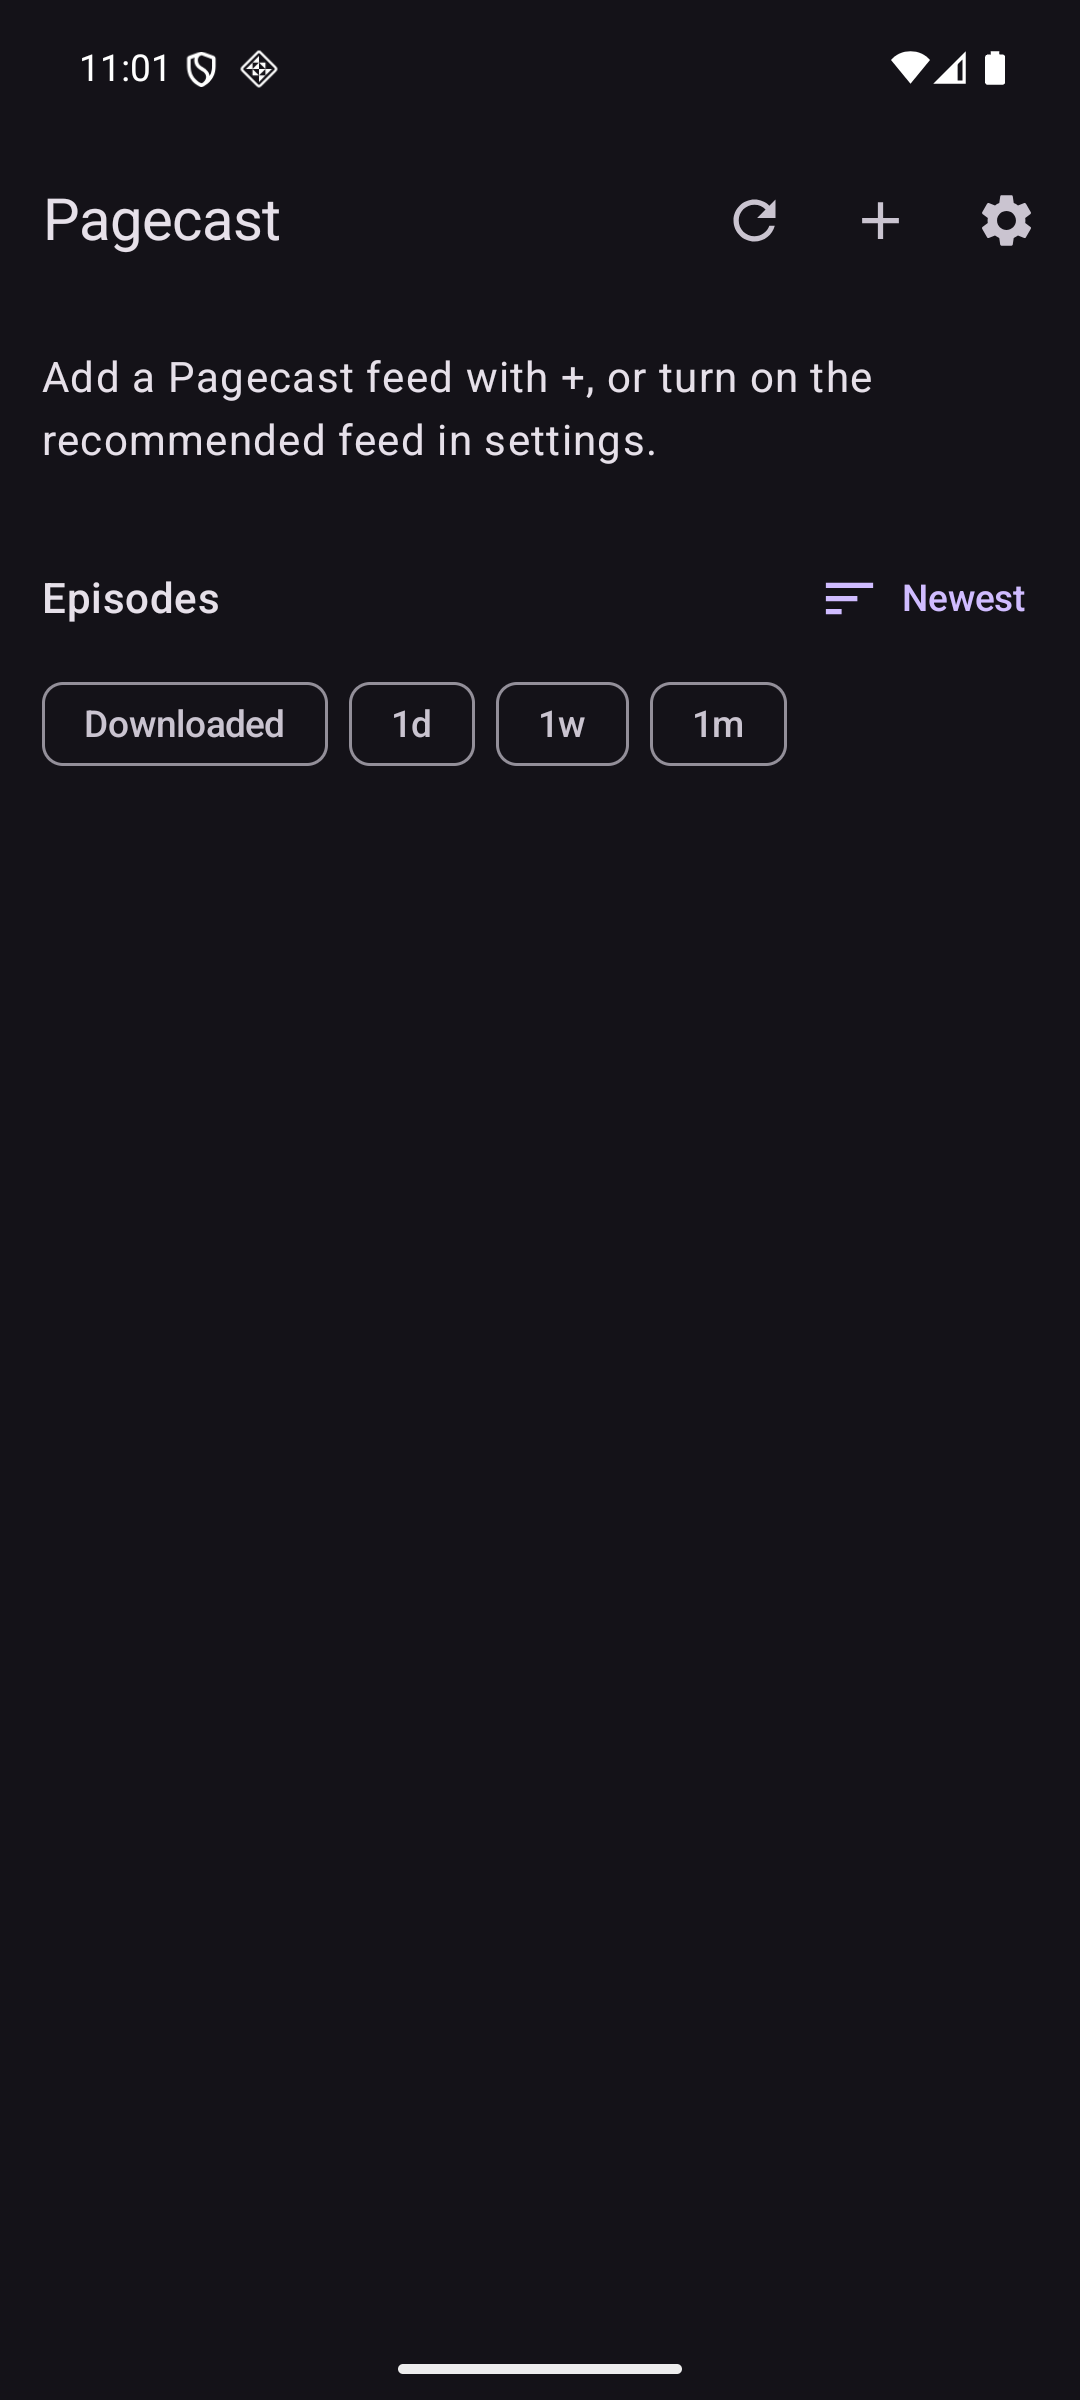 11:01
Pagecast
Add a Pagecast feed with +, or turn on the
recommended feed in settings.
Episodes
Newest
Downloaded
1d
1w
1m